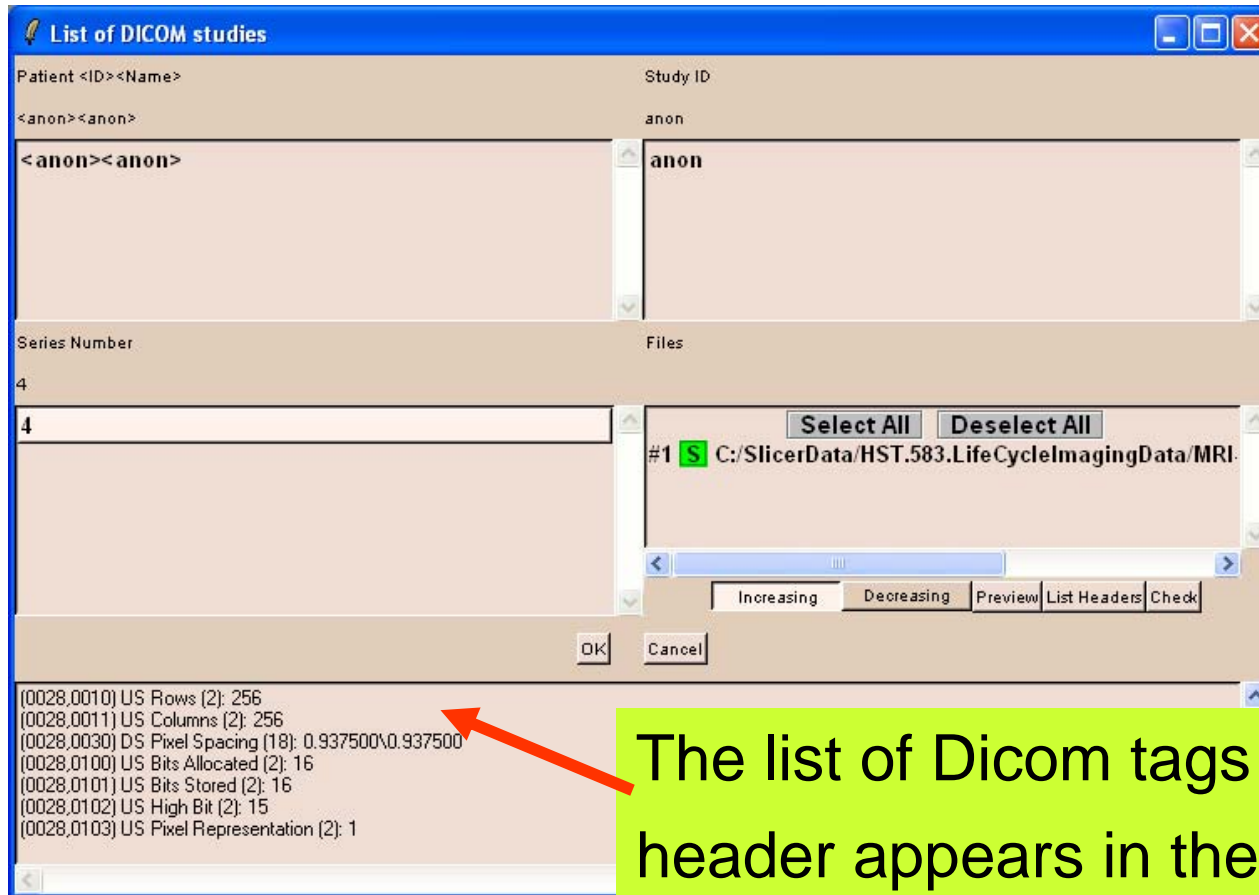 List of DICOM studies
Patient <ID><Name>
Study ID
<anon><anon>
anon
<anon><anon>
anon
Series Number
Files
4
4
Select All Deselect All
#1 S C:/SlicerData/HST.583.LifeCycleImagingData/MRI-
Increasing Decreasing Preview List Headers Check
OK Cancel
(0028,0010) US Rows (2): 256
(0028,0011) US Columns (2): 256
(0028,0030) DS Pixel Spacing (18): 0.937500\0.937500
(0028,0100) US Bits Allocated (2): 16
(0028,0101) US Bits Stored (2): 16
(0028,0102) US High Bit (2): 15
(0028,0103) US Pixel Representation (2): 1
The list of Dicom tags
header appears in the